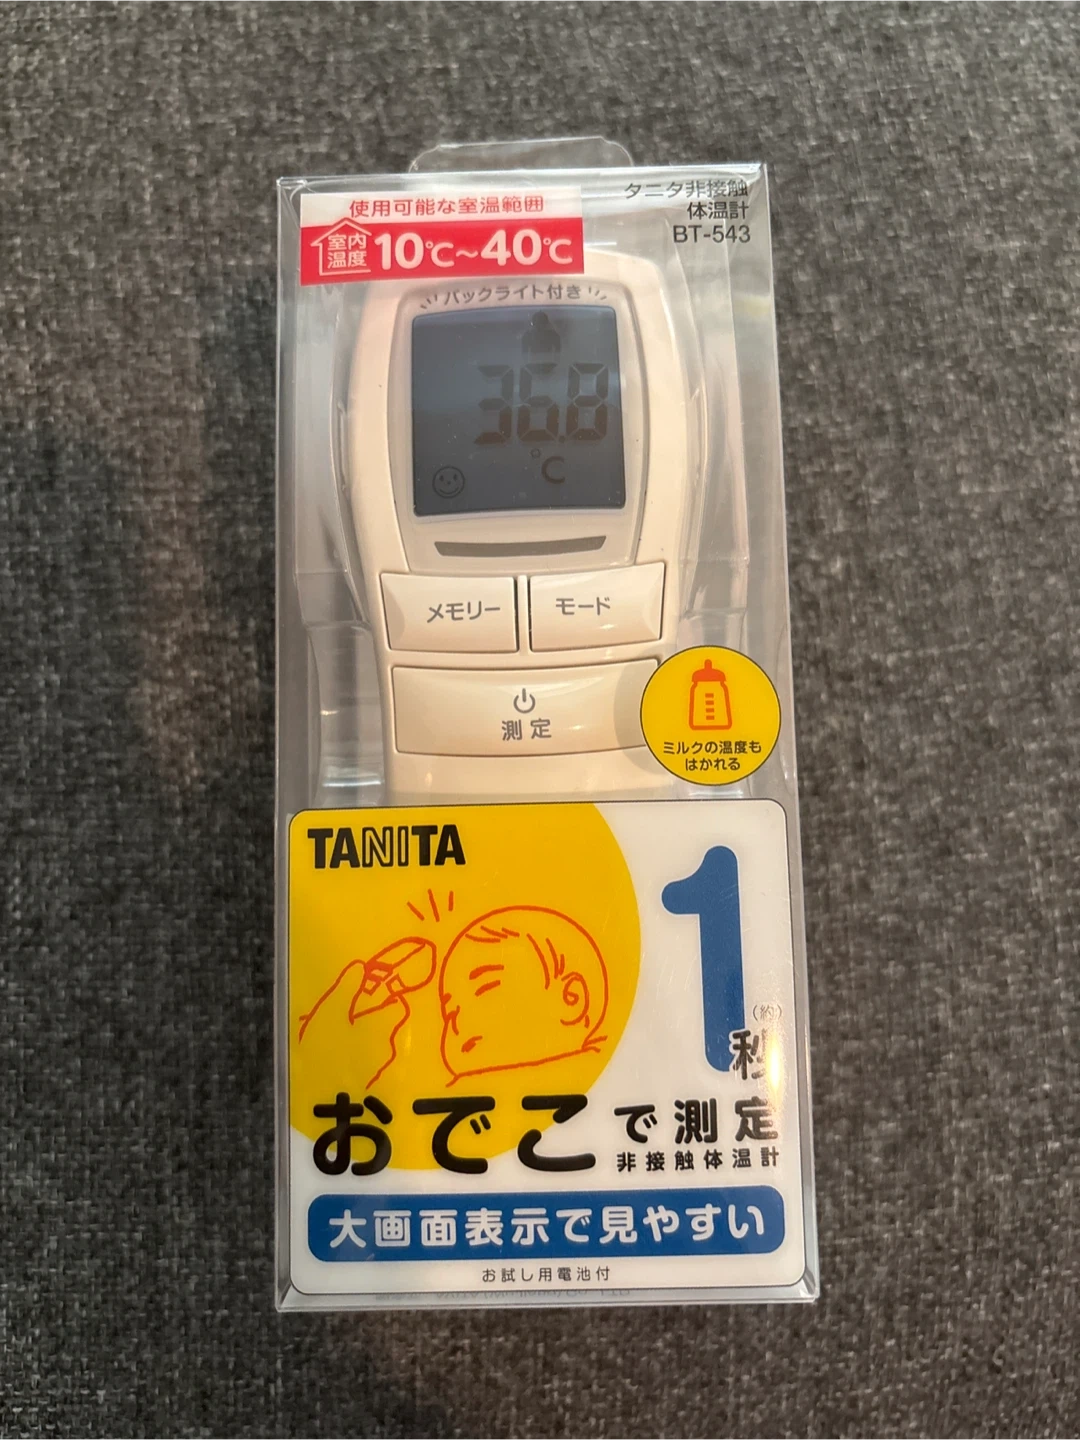 使用可能な室温範囲
室内温度 10℃~40℃
タニタ非接触
体温計
BT-543
バックライト付き
36.8
℃
メモリー
モード
測定
ミルクの温度も
はかれる
TANITA
1
(約)
秒
おでこで測定
非接触体温計
大画面表示で見やすい
お試し用電池付